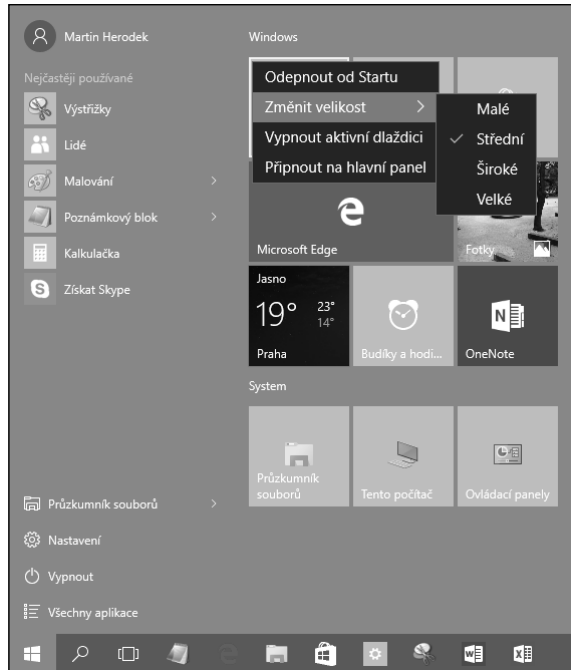 Martin Herodek
Nejčastěji používané
Výstřižky
Lidé
Malování
Poznámkový blok
Kalkulačka
Získat Skype
Průzkumník souborů
Nastavení
Vypnout
Všechny aplikace
Windows
Odepnout od Startu
Změnit velikost
Vypnout aktivní dlaždici
Připnout na hlavní panel
Malé
Střední
Široké
Velké
Microsoft Edge
Fotky
Jasno
19° 23°
14°
Praha
Budíky a hodi...
OneNote
System
Průzkumník
souborů
Tento počítač
Ovládací panely